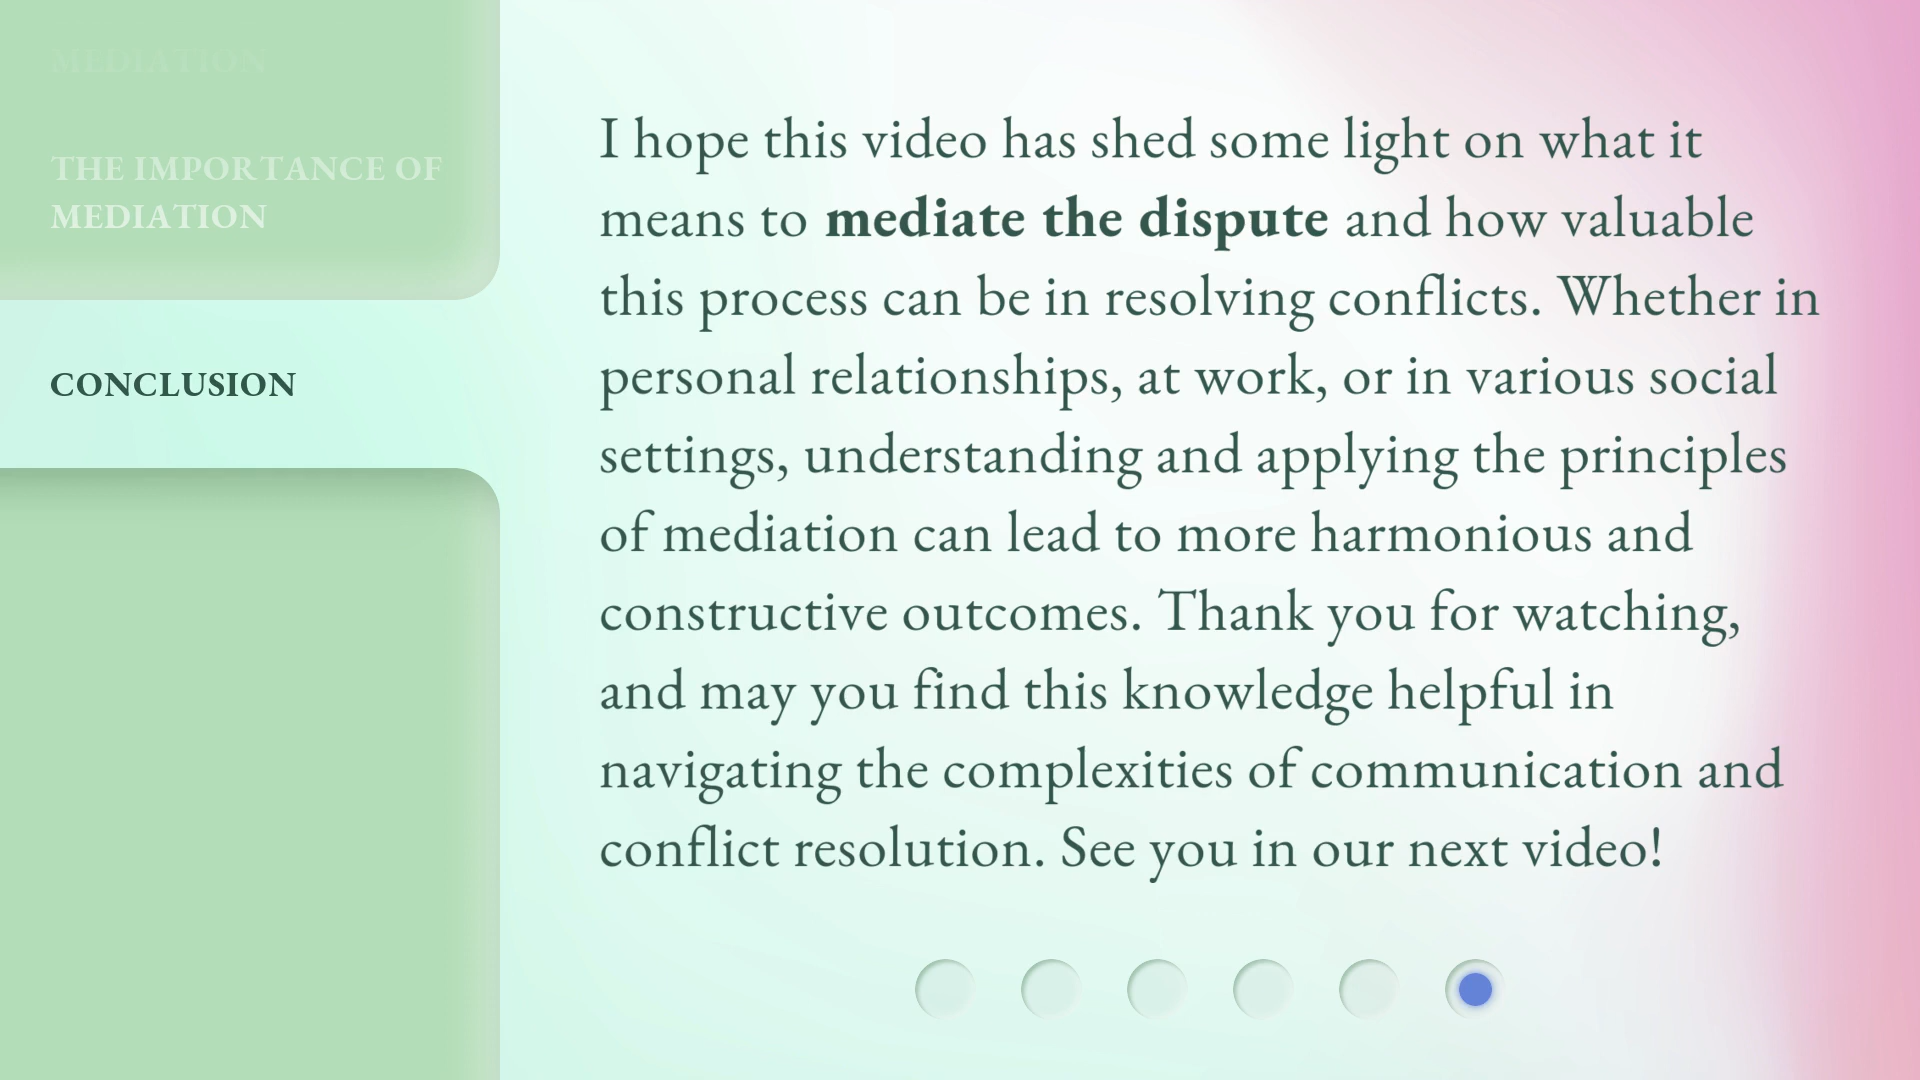 MEDIATION
THE IMPORTANCE OF
MEDIATION
CONCLUSION
I hope this video has shed some light on what it
means to mediate the dispute and how valuable
this process can be in resolving conflicts. Whether in
personal relationships, at work, or in various social
settings, understanding and applying the principles
of mediation can lead to more harmonious and
constructive outcomes. Thank you for watching,
and may you find this knowledge helpful in
navigating the complexities of communication and
conflict resolution. See you in our next video!